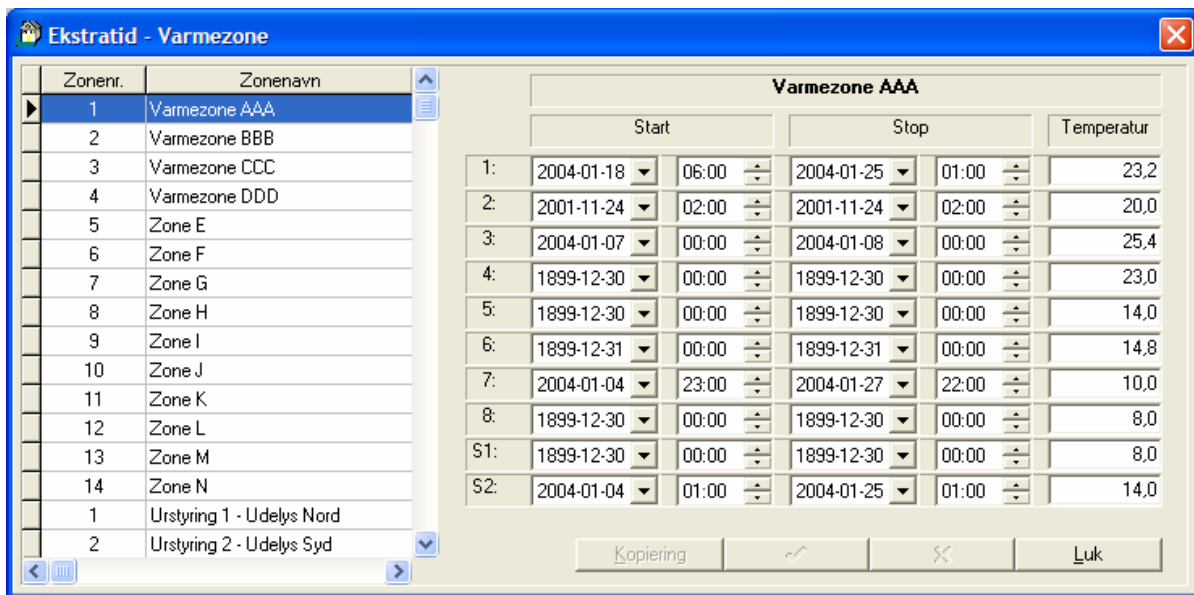 Ekstratid - Varmezone
Zonenr. Zonenavn
1 Varmezone AAA
2 Varmezone BBB
3 Varmezone CCC
4 Varmezone DDD
5 Zone E
6 Zone F
7 Zone G
8 Zone H
9 Zone I
10 Zone J
11 Zone K
12 Zone L
13 Zone M
14 Zone N
1 Urstyring 1 - Udelys Nord
2 Urstyring 2 - Udelys Syd
Varmezone AAA
Start Stop Temperatur
1: 2004-01-18 06:00 2004-01-25 01:00 23,2
2: 2001-11-24 02:00 2001-11-24 02:00 20,0
3: 2004-01-07 00:00 2004-01-08 00:00 25,4
4: 1899-12-30 00:00 1899-12-30 00:00 23,0
5: 1899-12-30 00:00 1899-12-30 00:00 14,0
6: 1899-12-31 00:00 1899-12-31 00:00 14,8
7: 2004-01-04 23:00 2004-01-27 22:00 10,0
8: 1899-12-30 00:00 1899-12-30 00:00 8,0
S1: 1899-12-30 00:00 1899-12-30 00:00 8,0
S2: 2004-01-04 01:00 2004-01-25 01:00 14,0
Kopiering Luk